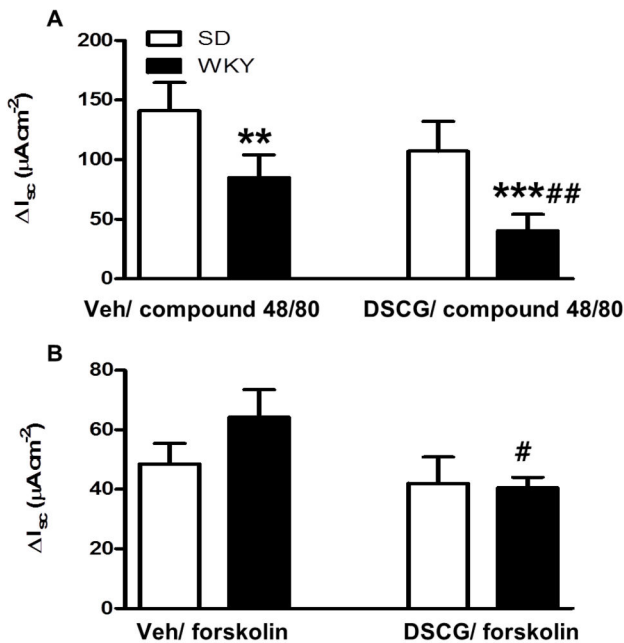 A
200
SD
WKY
150
**
100
***##
50
0
ΔIsc (μAcm-2)
Veh/ compound 48/80 DSCG/ compound 48/80
B
80
60
#
40
20
0
ΔIsc (μAcm-2)
Veh/ forskolin DSCG/ forskolin